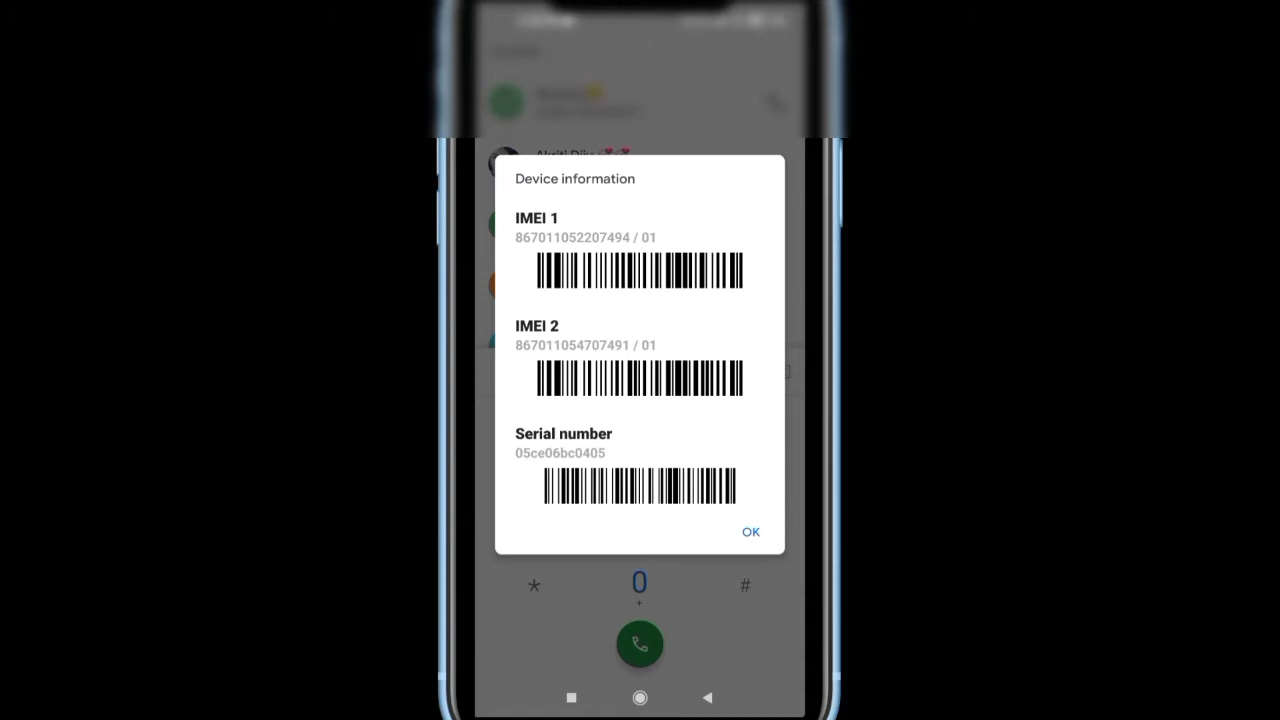 Device information
IMEI 1
867011052207494 / 01
IMEI 2
867011054707491 / 01
Serial number
05ce06bc0405
OK
* 0 #
+